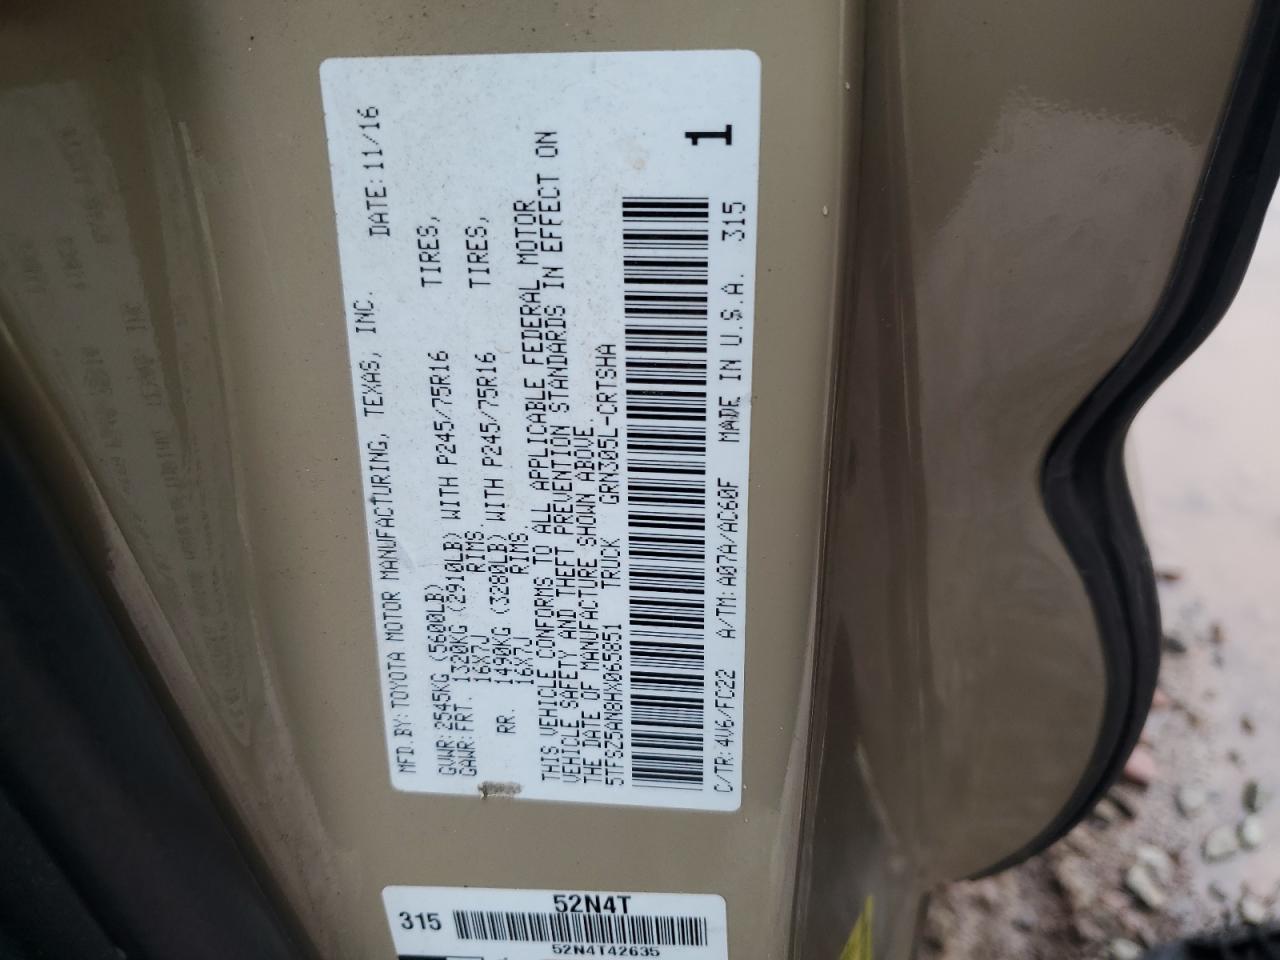 MFD. BY: TOYOTA MOTOR MANUFACTURING, TEXAS, INC. DATE: 11/16
GVWR: 2545KG (5600LB)
GAWR: FRT. 1320KG (2910LB) WITH P245/75R16 TIRES,
16X7J RIMS.
RR. 1490KG (3280LB) WITH P245/75R16 TIRES,
16X7J RIMS.
THIS VEHICLE CONFORMS TO ALL APPLICABLE FEDERAL MOTOR
VEHICLE SAFETY AND THEFT PREVENTION STANDARDS IN EFFECT ON
THE DATE OF MANUFACTURE SHOWN ABOVE.
5TFSZ5AN8HX065851 TRUCK GRN305L-CRTSHA
1
C/TR: 4V6/FC22 A/TM: A07A/AC60F MADE IN U.S.A. 315
52N4T
315
52N4T42635